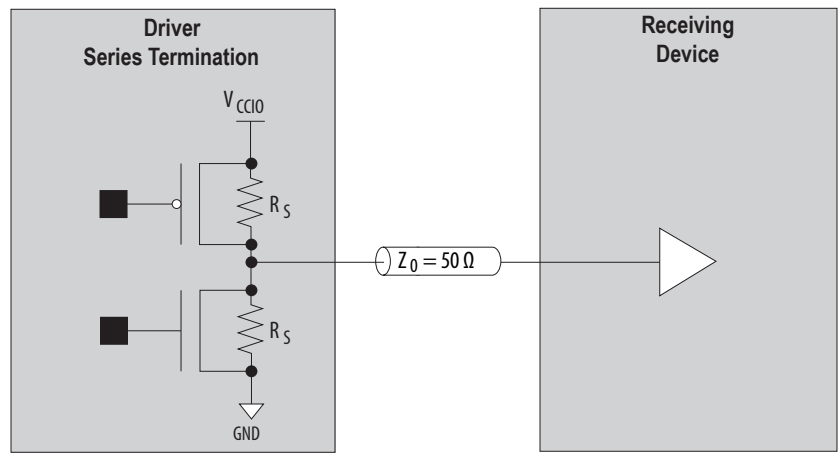 Driver
Series Termination
Receiving
Device
V CCIO
R S
Z 0 = 50 Ω
R S
GND